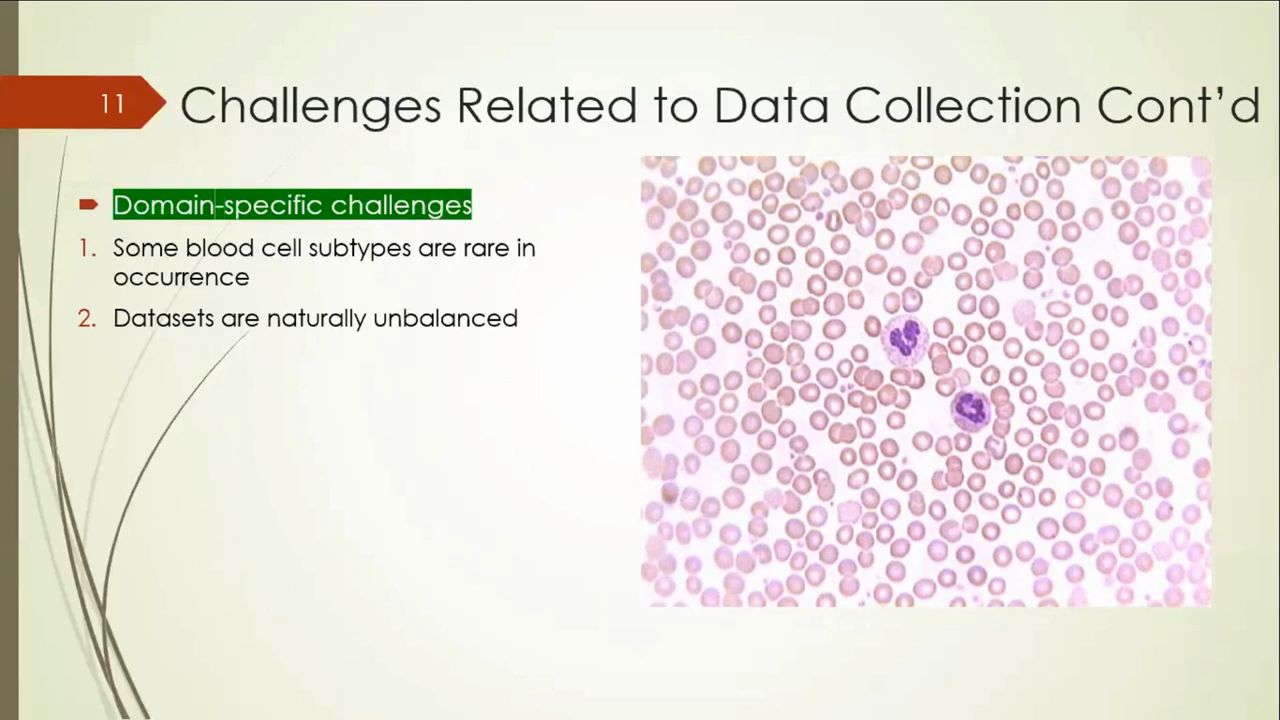 11
Challenges Related to Data Collection Cont’d
Domain-specific challenges
1. Some blood cell subtypes are rare in
occurrence
2. Datasets are naturally unbalanced